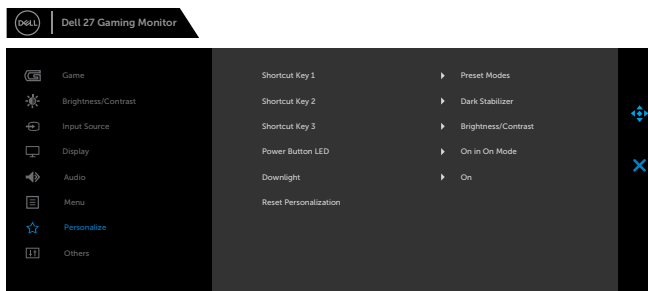 DELL
Dell 27 Gaming Monitor
Game
Shortcut Key 1 Preset Modes
Brightness/Contrast
Shortcut Key 2 Dark Stabilizer
Input Source
Shortcut Key 3 Brightness/Contrast
Display
Power Button LED On in On Mode
Audio
Downlight On
Menu
Reset Personalization
Personalize
Others